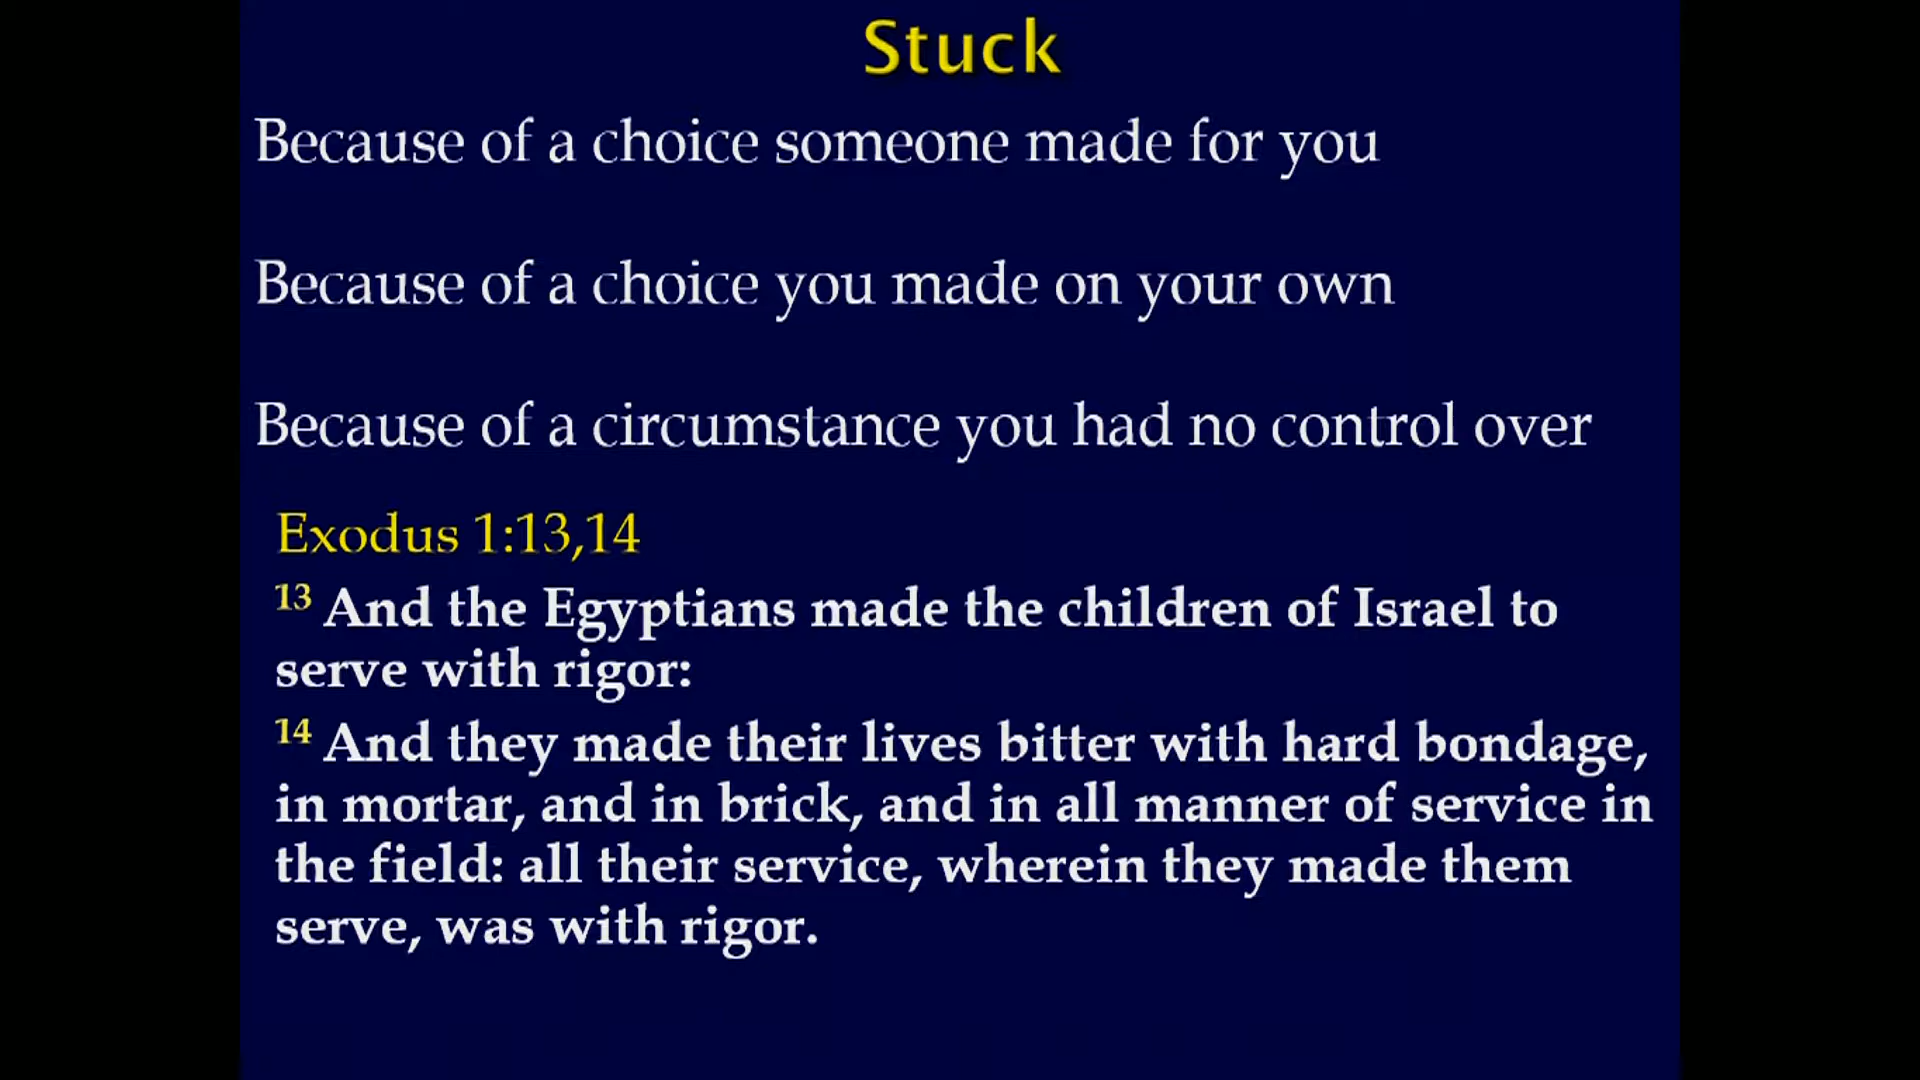 Stuck
Because of a choice someone made for you
Because of a choice you made on your own
Because of a circumstance you had no control over
Exodus 1:13,14
13 And the Egyptians made the children of Israel to
serve with rigor:
14 And they made their lives bitter with hard bondage,
in mortar, and in brick, and in all manner of service in
the field: all their service, wherein they made them
serve, was with rigor.